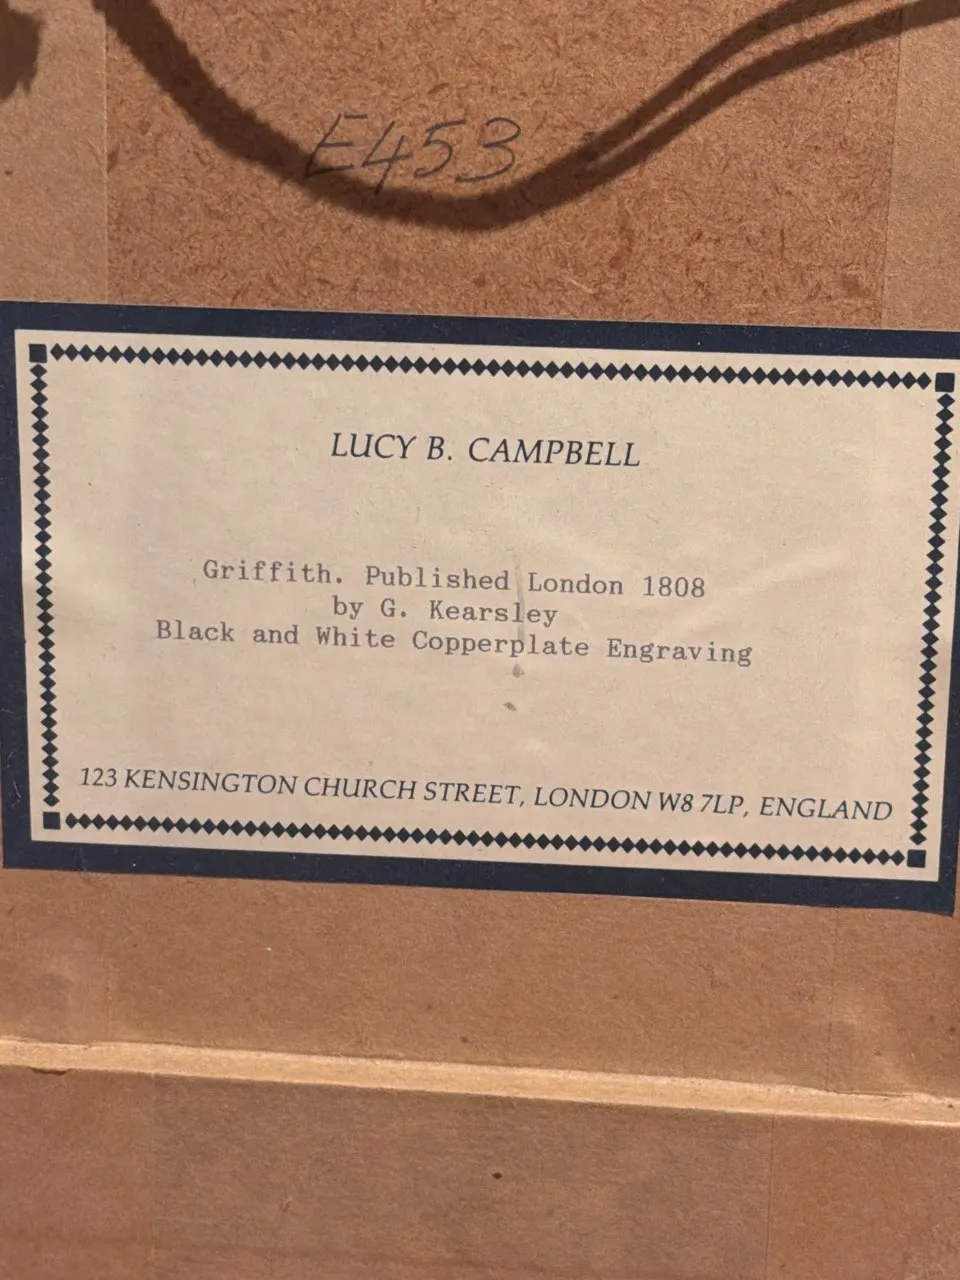 E453
LUCY B. CAMPBELL
Griffith. Published London 1808
by G. Kearsley
Black and White Copperplate Engraving
123 KENSINGTON CHURCH STREET, LONDON W8 7LP, ENGLAND